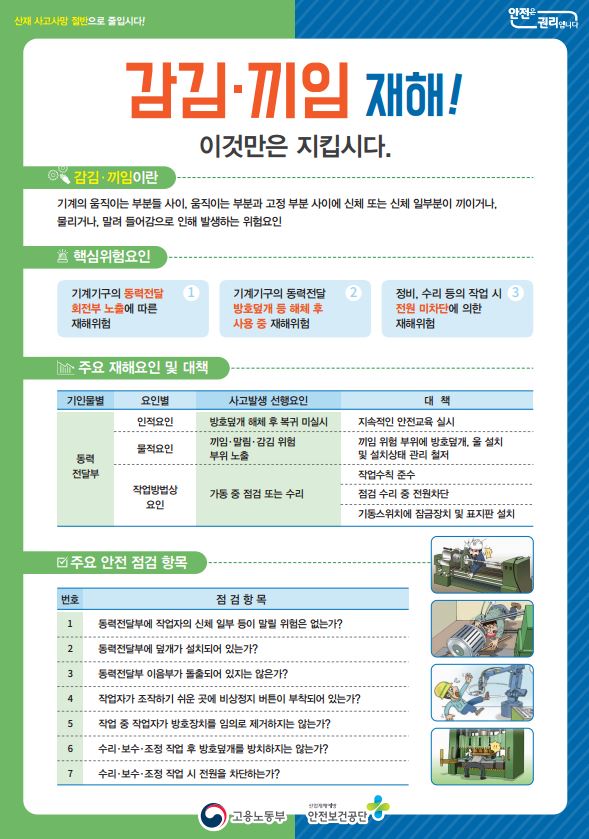 산재 사고사망 절반으로 줄입시다!
안전은 권리입니다
감김·끼임 재해!
이것만은 지킵시다.
감김·끼임이란
기계의 움직이는 부분들 사이, 움직이는 부분과 고정 부분 사이에 신체 또는 신체 일부분이 끼이거나,
물리거나, 말려 들어감으로 인해 발생하는 위험요인
핵심위험요인
기계기구의 동력전달 1
회전부 노출에 따른
재해위험
기계기구의 동력전달 2
방호덮개 등 해체 후
사용 중 재해위험
정비, 수리 등의 작업 시 3
전원 미차단에 의한
재해위험
주요 재해요인 및 대책
기인물별 요인별 사고발생 선행요인 대 책
동력
전달부
인적요인 방호덮개 해체 후 복귀 미실시 지속적인 안전교육 실시
물적요인 끼임·말림·감김 위험
부위 노출
끼임 위험 부위에 방호덮개, 울 설치
및 설치상태 관리 철저
작업방법상
요인
가동 중 점검 또는 수리
작업수칙 준수
점검 수리 중 전원차단
기동스위치에 잠금장치 및 표지판 설치
주요 안전 점검 항목
번호 점 검 항 목
1 동력전달부에 작업자의 신체 일부 등이 말릴 위험은 없는가?
2 동력전달부에 덮개가 설치되어 있는가?
3 동력전달부 이음부가 돌출되어 있지는 않은가?
4 작업자가 조작하기 쉬운 곳에 비상정지 버튼이 부착되어 있는가?
5 작업 중 작업자가 방호장치를 임의로 제거하지는 않는가?
6 수리·보수·조정 작업 후 방호덮개를 방치하지는 않는가?
7 수리·보수·조정 작업 시 전원을 차단하는가?
고용노동부
산업재해예방
안전보건공단